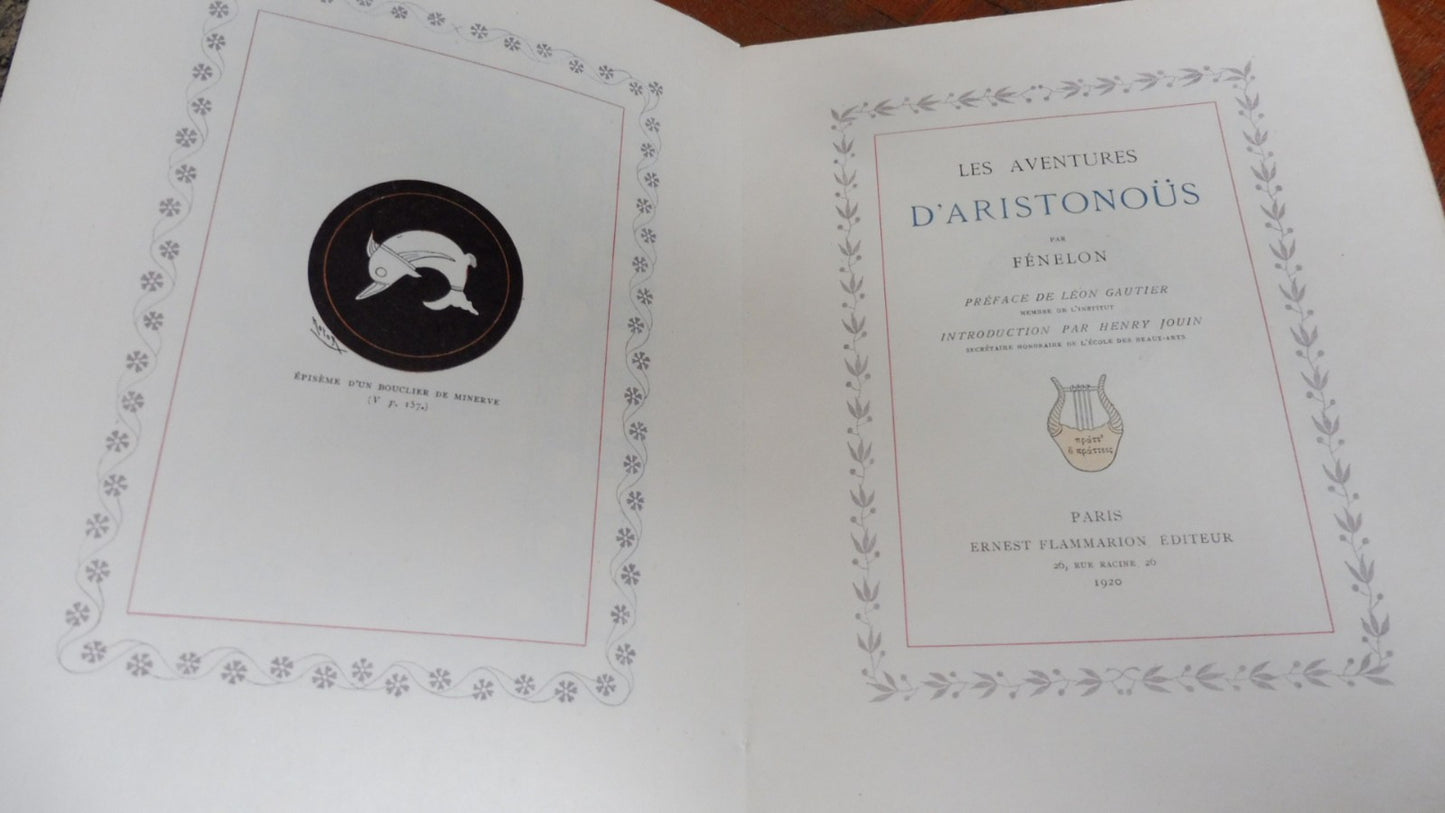 ÉPISÈME D'UN BOUCLIER DE MINERVE
(V p. 157.)
LES AVENTURES
D'ARISTONOÜS
PAR
FÉNELON
PRÉFACE DE LÉON GAUTIER
MEMBRE DE L'INSTITUT
INTRODUCTION PAR HENRY JOUIN
SECRÉTAIRE HONORAIRE DE L'ÉCOLE DES BEAUX-ARTS
PARIS
ERNEST FLAMMARION, ÉDITEUR
26, RUE RACINE, 26
1920